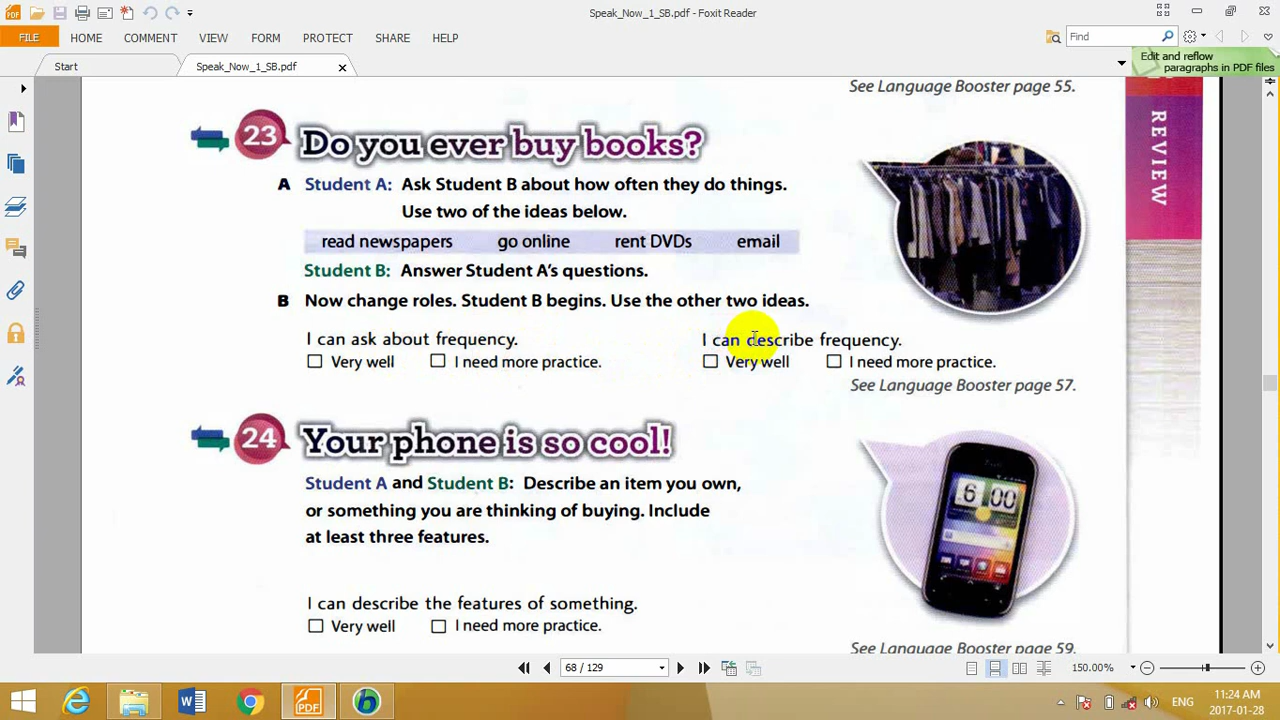 Speak_Now_1_SB.pdf - Foxit Reader
FILE HOME COMMENT VIEW FORM PROTECT SHARE HELP
Find
Edit and reflow
paragraphs in PDF files
Start
Speak_Now_1_SB.pdf
See Language Booster page 55.
REVIEW
23 Do you ever buy books?
A Student A: Ask Student B about how often they do things.
Use two of the ideas below.
read newspapers go online rent DVDs email
Student B: Answer Student A's questions.
B Now change roles. Student B begins. Use the other two ideas.
I can ask about frequency.
Very well I need more practice.
I can describe frequency.
Very well I need more practice.
See Language Booster page 57.
24 Your phone is so cool!
Student A and Student B: Describe an item you own,
or something you are thinking of buying. Include
at least three features.
6 00
I can describe the features of something.
Very well I need more practice.
See Language Booster page 59.
68 / 129
150.00%
ENG
11:24 AM
2017-01-28